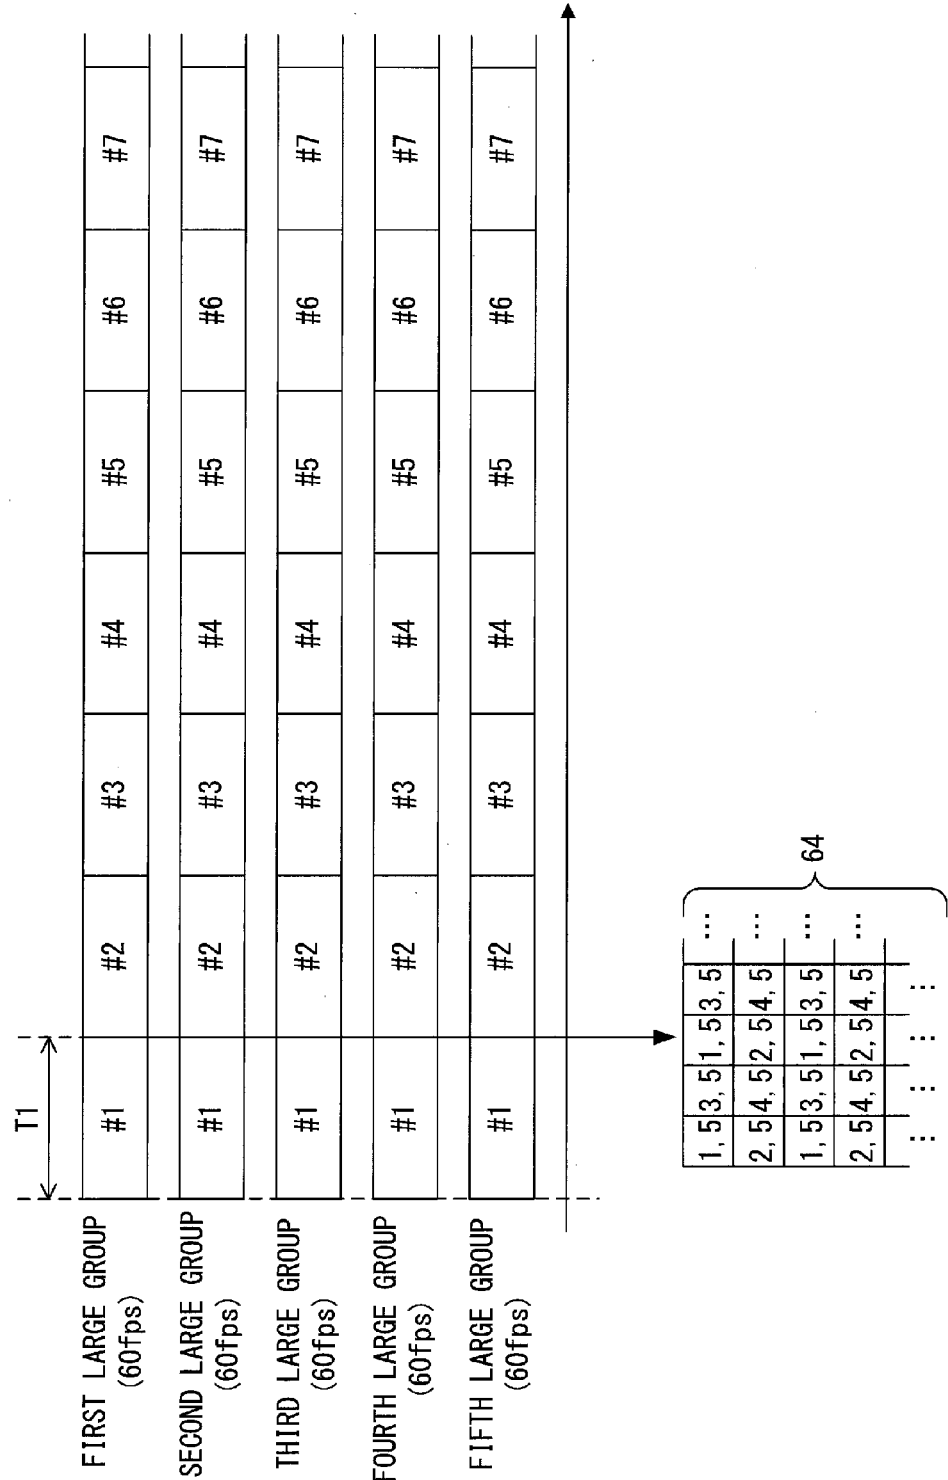 T1
FIRST LARGE GROUP (60fps) #1 #2 #3 #4 #5 #6 #7
SECOND LARGE GROUP (60fps) #1 #2 #3 #4 #5 #6 #7
THIRD LARGE GROUP (60fps) #1 #2 #3 #4 #5 #6 #7
FOURTH LARGE GROUP (60fps) #1 #2 #3 #4 #5 #6 #7
FIFTH LARGE GROUP (60fps) #1 #2 #3 #4 #5 #6 #7
1, 5 3, 5 1, 5 3, 5 ...
2, 5 4, 5 2, 5 4, 5 ...
1, 5 3, 5 1, 5 3, 5 ...
2, 5 4, 5 2, 5 4, 5 ...
⋮ ⋮ ⋮ ⋮
64